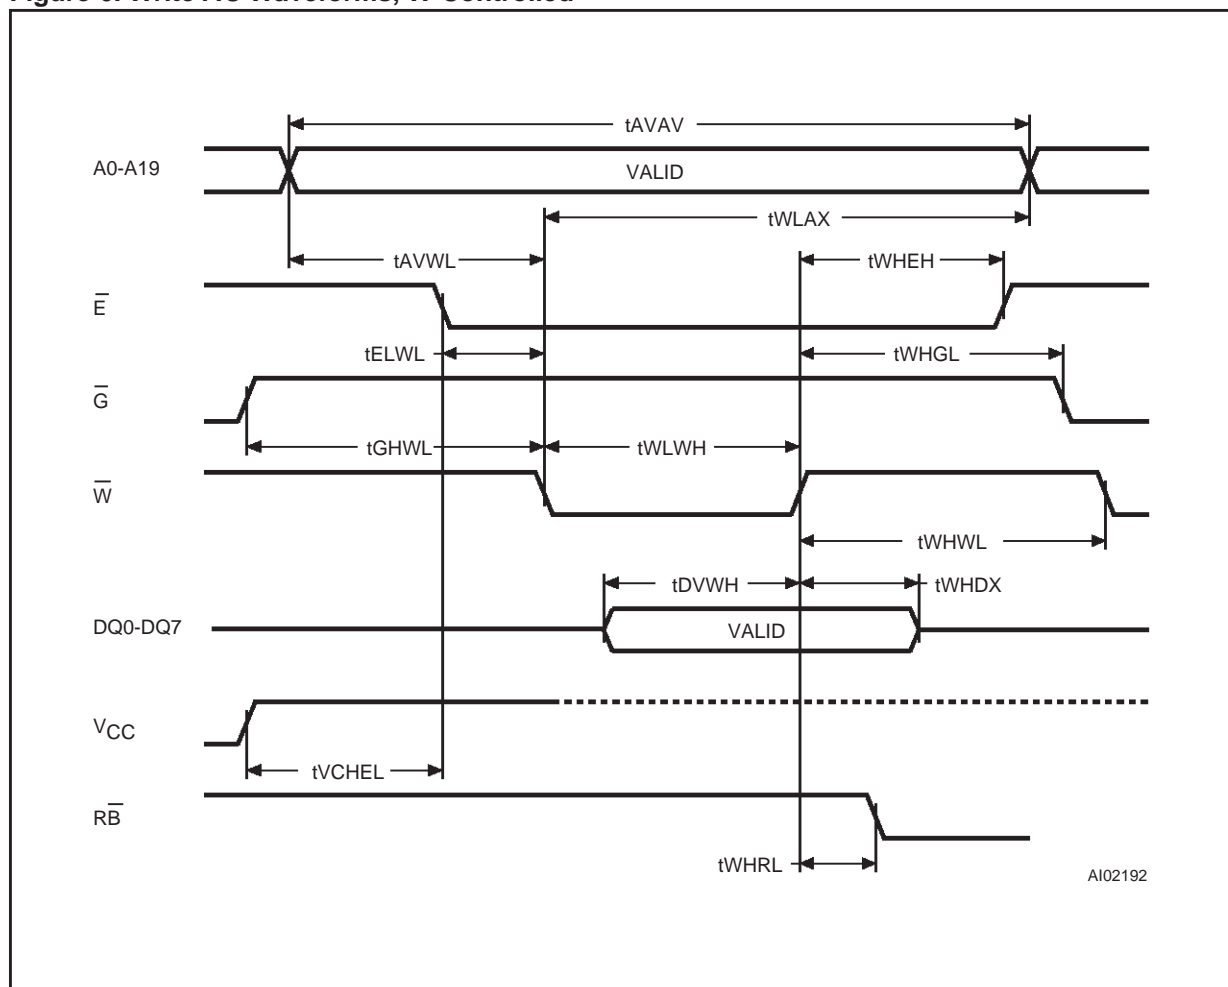 tAVAV
A0-A19
VALID
tWLAX
tAVWL
tWHEH
E̅
tELWL
tWHGL
G̅
tGHWL
tWLWH
W̅
tWHWL
tDVWH
tWHDX
DQ0-DQ7
VALID
VCC
tVCHEL
RB̅
tWHRL
AI02192